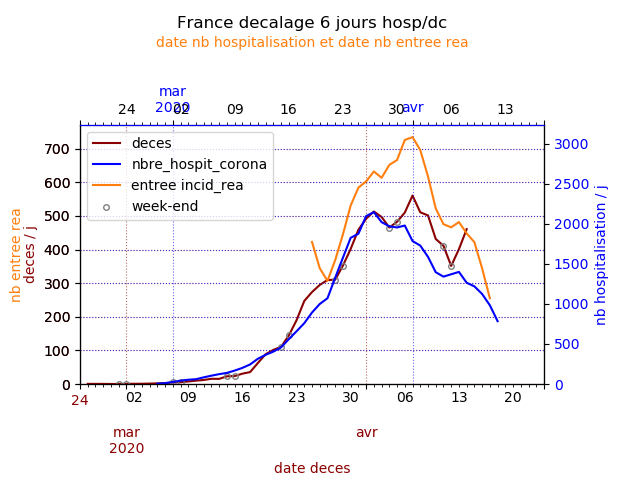 France decalage 6 jours hosp/dc
date nb hospitalisation et date nb entree rea
mar
2020
avr
24 02 09 16 23 30 06 13
deces
nbre_hospit_corona
entree incid_rea
week-end
700
600
500
400
300
200
100
0
nb entree rea
deces / j
3000
2500
2000
1500
1000
500
0
nb hospitalisation / j
24 02 09 16 23 30 06 13 20
mar
2020
avr
date deces